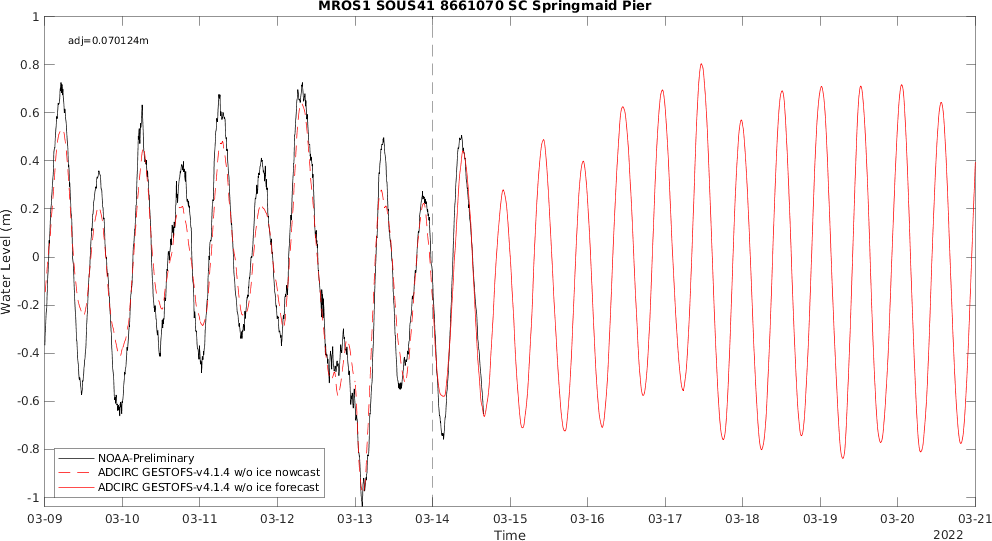 MROS1 SOUS41 8661070 SC Springmaid Pier
adj=0.070124m
Water Level (m)
1
0.8
0.6
0.4
0.2
0
-0.2
-0.4
-0.6
-0.8
-1
NOAA-Preliminary
ADCIRC GESTOFS-v4.1.4 w/o ice nowcast
ADCIRC GESTOFS-v4.1.4 w/o ice forecast
03-09 03-10 03-11 03-12 03-13 03-14 03-15 03-16 03-17 03-18 03-19 03-20 03-21
Time
2022